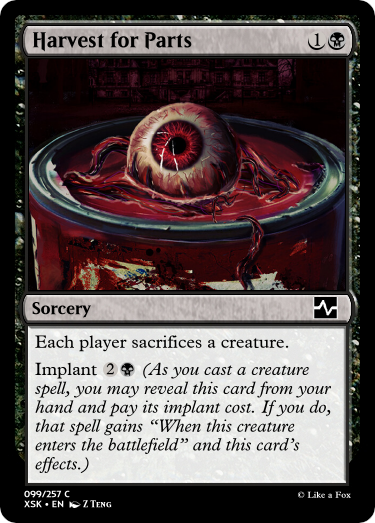 Harvest for Parts 1
Sorcery
Each player sacrifices a creature.
Implant 2 (As you cast a creature
spell, you may reveal this card from your
hand and pay its implant cost. If you do,
that spell gains “When this creature
enters the battlefield” and this card's
effects.)
099/257 C
XSK • EN Z TENG
© Like a Fox